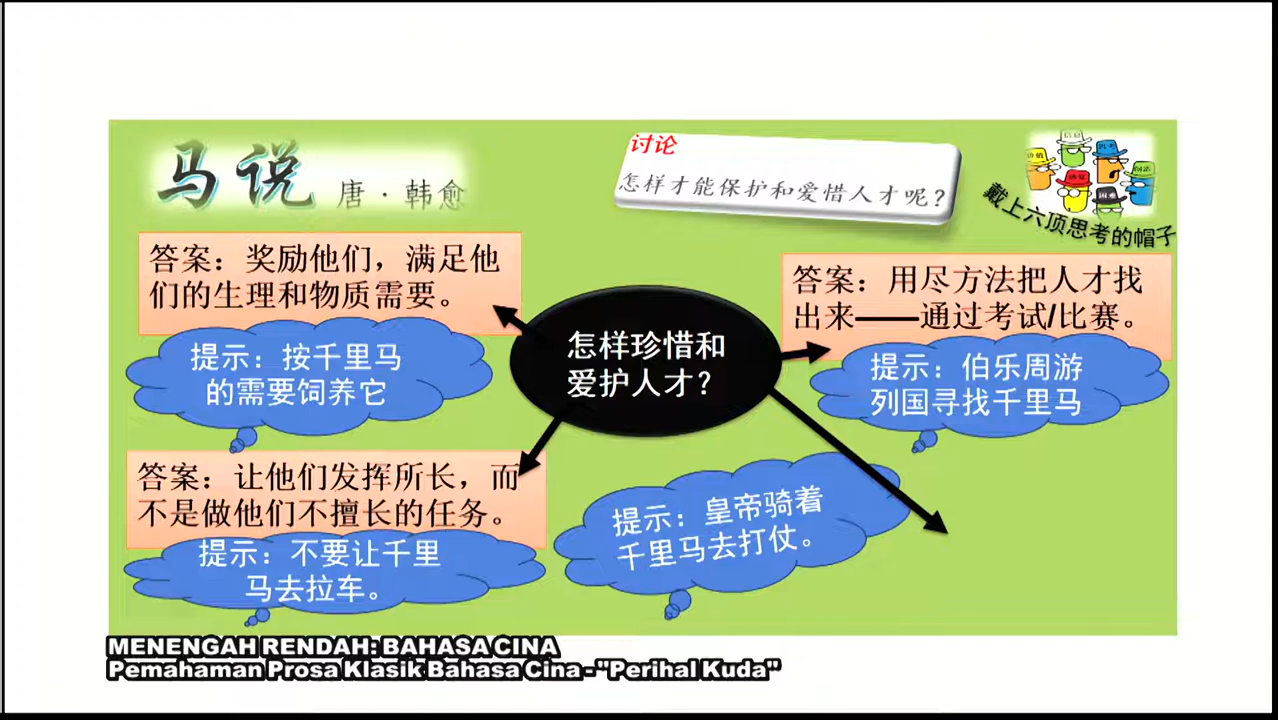 马说
唐·韩愈
讨论
怎样才能保护和爱惜人才呢？
戴上六顶思考的帽子
答案：奖励他们，满足他
们的生理和物质需要。
提示：按千里马
的需要饲养它
怎样珍惜和
爱护人才？
答案：用尽方法把人才找
出来——通过考试/比赛。
提示：伯乐周游
列国寻找千里马
答案：让他们发挥所长，而
不是做他们不擅长的任务。
提示：不要让千里
马去拉车。
提示：皇帝骑着
千里马去打仗。
MENENGAH RENDAH: BAHASA CINA
Pemahaman Prosa Klasik Bahasa Cina - "Perihal Kuda"